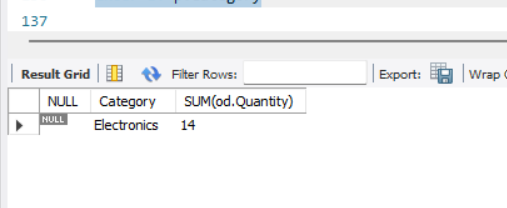 137
Result Grid Filter Rows: Export: Wrap
NULL Category SUM(od.Quantity)
NULL Electronics 14